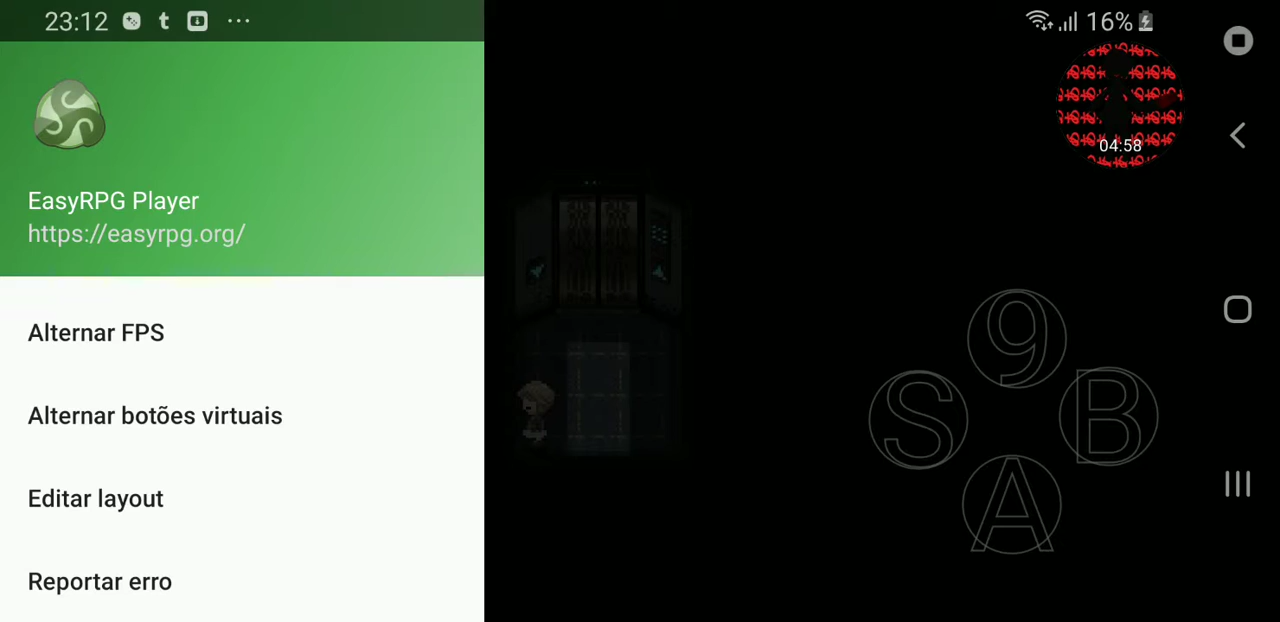 23:12
16%
04:58
EasyRPG Player
https://easyrpg.org/
Alternar FPS
Alternar botões virtuais
Editar layout
Reportar erro
9
S
B
A